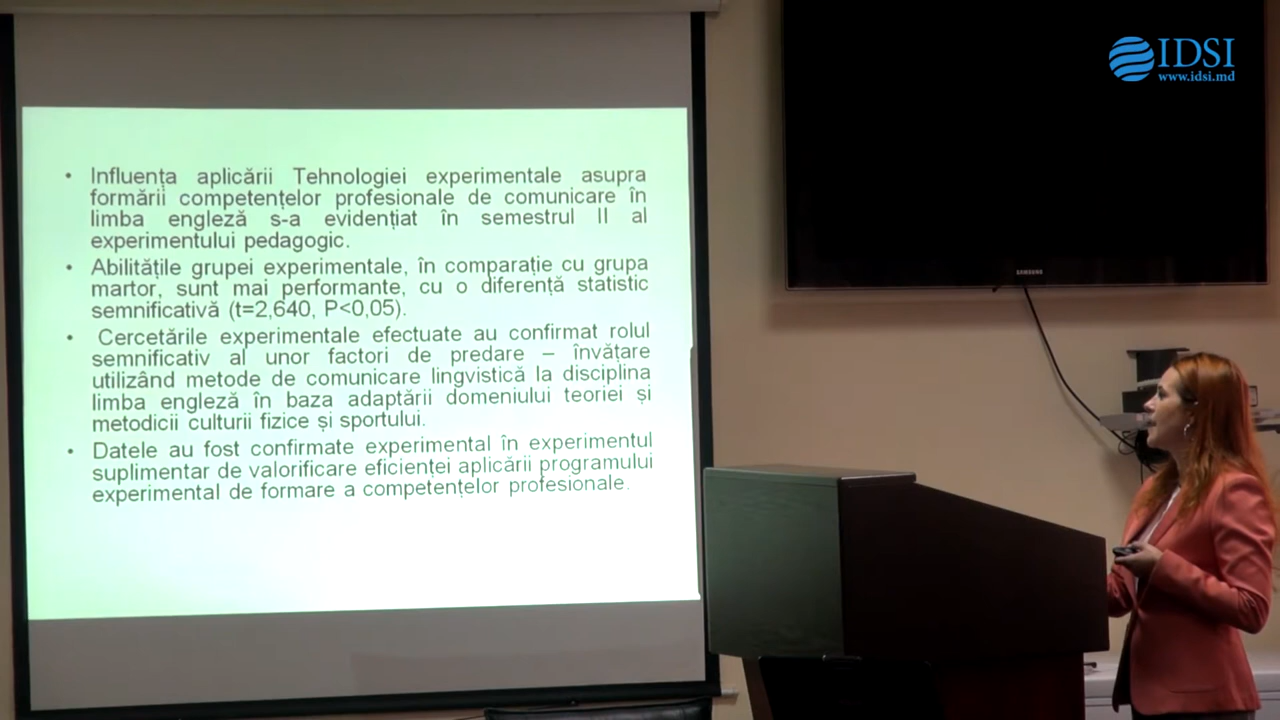 IDSI
www.idsi.md
• Influența aplicării Tehnologiei experimentale asupra
formării competențelor profesionale de comunicare în
limba engleză s-a evidențiat în semestrul II al
experimentului pedagogic.
• Abilitățile grupei experimentale, în comparație cu grupa
martor, sunt mai performante, cu o diferență statistic
semnificativă (t=2,640, P<0,05).
• Cercetările experimentale efectuate au confirmat rolul
semnificativ al unor factori de predare – învățare
utilizând metode de comunicare lingvistică la disciplina
limba engleză în baza adaptării domeniului teoriei și
metodicii culturii fizice și sportului.
• Datele au fost confirmate experimental în experimentul
suplimentar de valorificare eficienței aplicării programului
experimental de formare a competențelor profesionale.
SAMSUNG